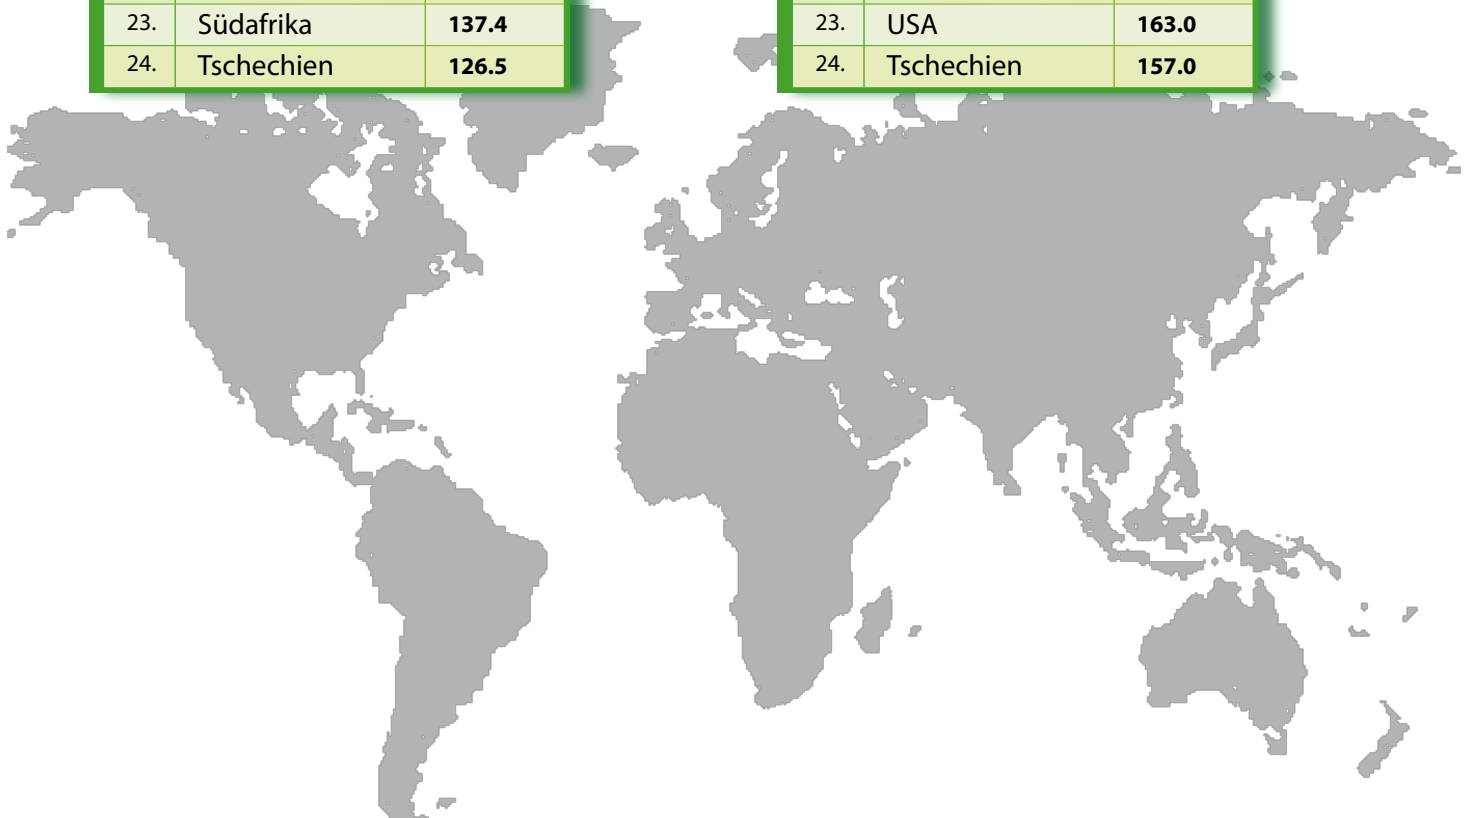 23. Südafrika 137.4
24. Tschechien 126.5
23. USA 163.0
24. Tschechien 157.0